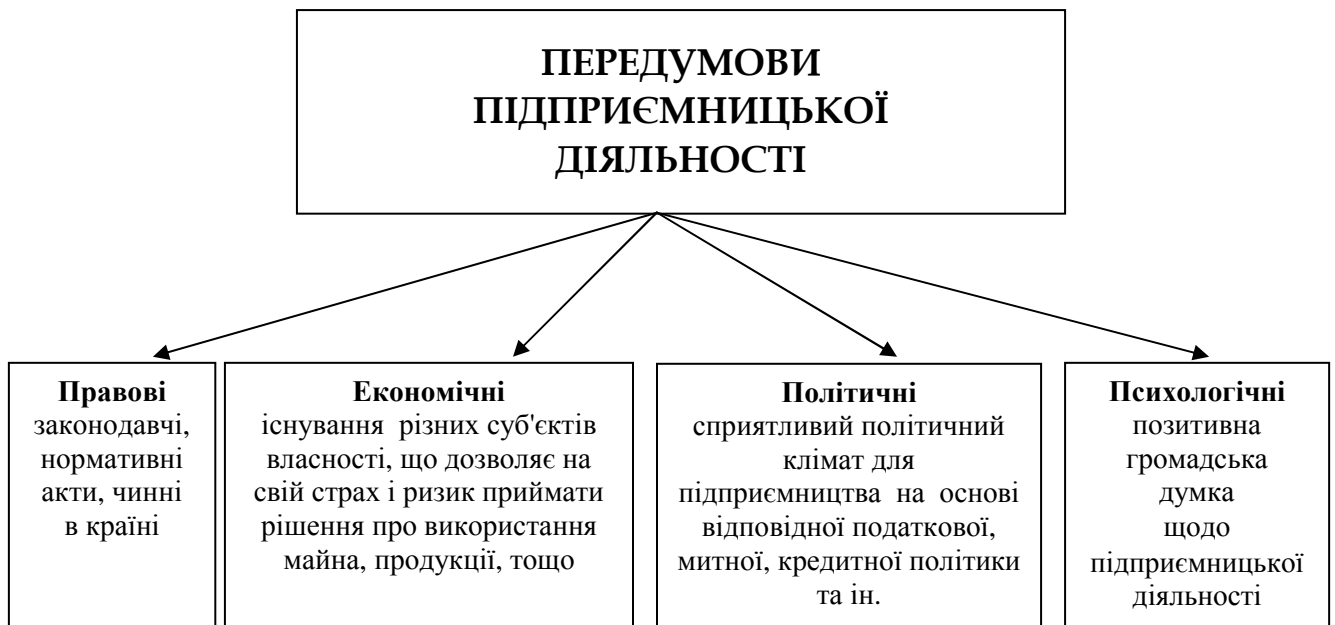 ПЕРЕДУМОВИ
ПІДПРИЄМНИЦЬКОЇ
ДІЯЛЬНОСТІ
Правові
законодавчі,
нормативні
акти, чинні
в країні
Економічні
існування різних суб'єктів
власності, що дозволяє на
свій страх і ризик приймати
рішення про використання
майна, продукції, тощо
Політичні
сприятливий політичний
клімат для
підприємництва на основі
відповідної податкової,
митної, кредитної політики
та ін.
Психологічні
позитивна
громадська
думка
щодо
підприємницької
діяльності